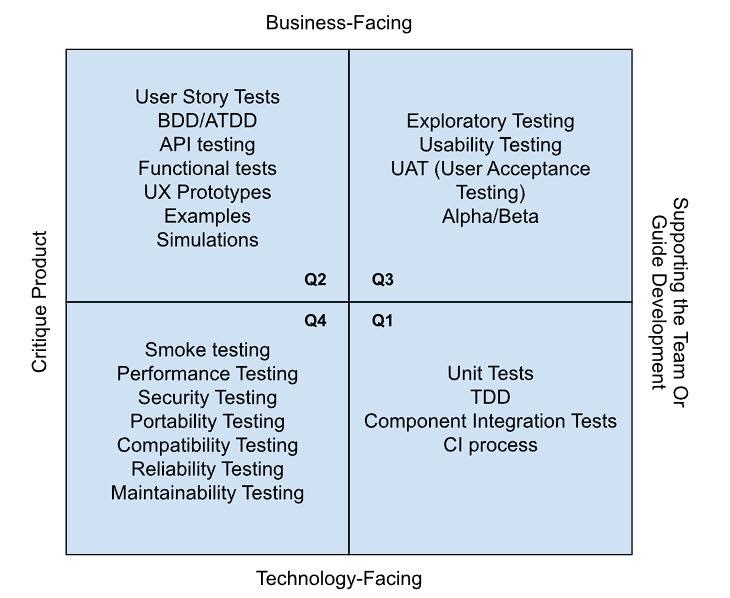 Business-Facing
User Story Tests
BDD/ATDD
API testing
Functional tests
UX Prototypes
Examples
Simulations
Q2
Exploratory Testing
Usability Testing
UAT (User Acceptance
Testing)
Alpha/Beta
Q3
Critique Product
Supporting the Team Or
Guide Development
Q4
Smoke testing
Performance Testing
Security Testing
Portability Testing
Compatibility Testing
Reliability Testing
Maintainability Testing
Q1
Unit Tests
TDD
Component Integration Tests
CI process
Technology-Facing